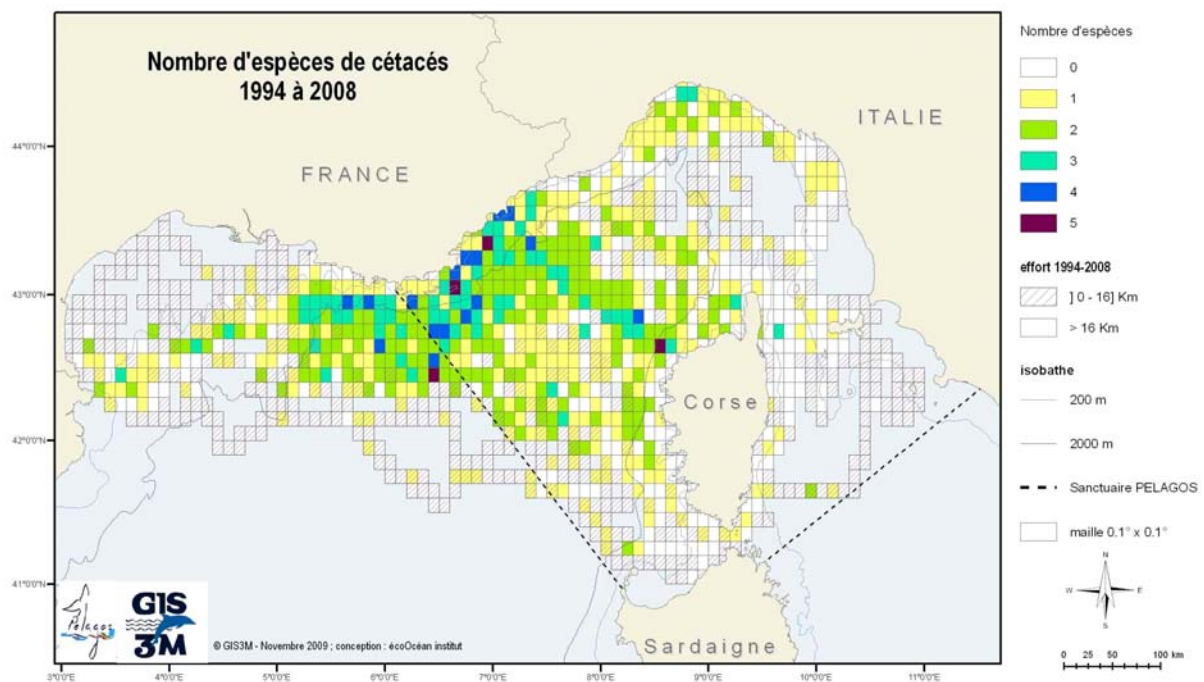 Nombre d'espèces de cétacés
1994 à 2008
FRANCE
ITALIE
Corse
Sardaigne
44°0'0"N
43°0'0"N
42°0'0"N
41°0'0"N
3°0'0"E
4°0'0"E
5°0'0"E
6°0'0"E
7°0'0"E
8°0'0"E
9°0'0"E
10°0'0"E
11°0'0"E
Pelagos
GIS
3M
© GIS3M - Novembre 2009 ; conception : écoOcéan institut
Nombre d'espèces
0
1
2
3
4
5
effort 1994-2008
] 0 - 16] Km
> 16 Km
isobathe
200 m
2000 m
Sanctuaire PELAGOS
maille 0.1° x 0.1°
N
W E
S
0 25 50 100 km